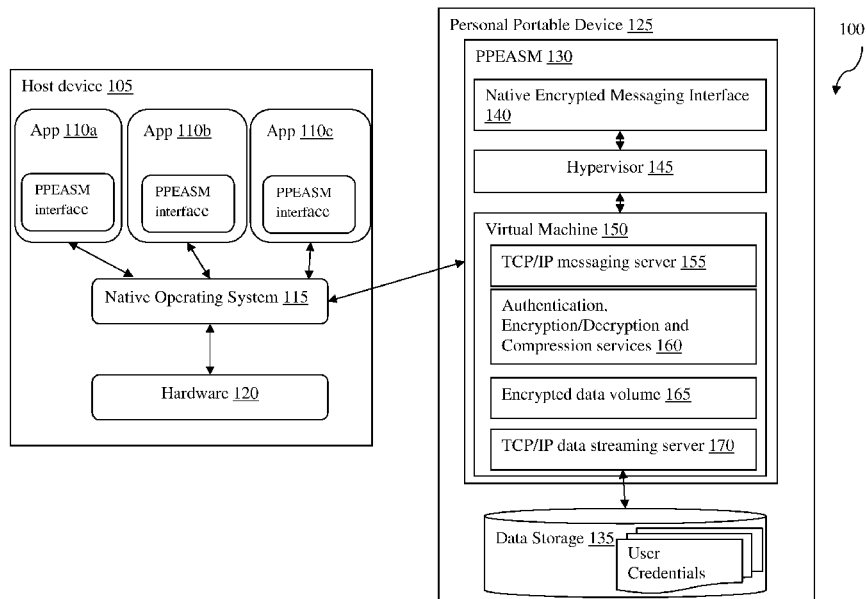 100
Host device 105
App 110a
App 110b
App 110c
PPEASM
interface
PPEASM
interface
PPEASM
interface
Native Operating System 115
Hardware 120
Personal Portable Device 125
PPEASM 130
Native Encrypted Messaging Interface
140
Hypervisor 145
Virtual Machine 150
TCP/IP messaging server 155
Authentication,
Encryption/Decryption and
Compression services 160
Encrypted data volume 165
TCP/IP data streaming server 170
Data Storage 135
User
Credentials